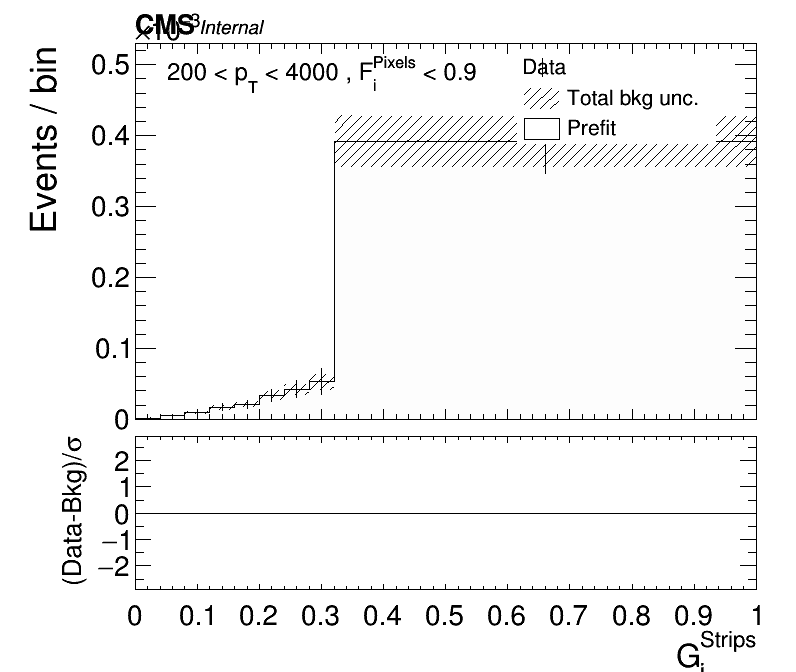 CMS Internal
×10³
200 < p_T < 4000 , F_i^Pixels < 0.9
Data
Total bkg unc.
Prefit
Events / bin
0.5
0.4
0.3
0.2
0.1
0
(Data-Bkg)/σ
2
1
0
−1
−2
0 0.1 0.2 0.3 0.4 0.5 0.6 0.7 0.8 0.9 1
G_i^Strips